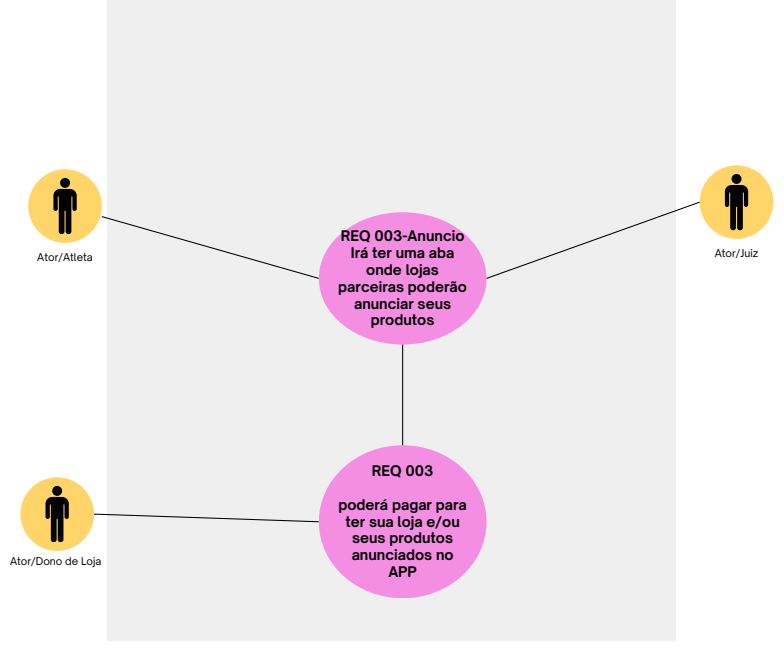 REQ 003-Anuncio
Irá ter uma aba
onde lojas
parceiras poderão
anunciar seus
produtos
Ator/Atleta
Ator/Juiz
REQ 003
poderá pagar para
ter sua loja e/ou
seus produtos
anunciados no
APP
Ator/Dono de Loja